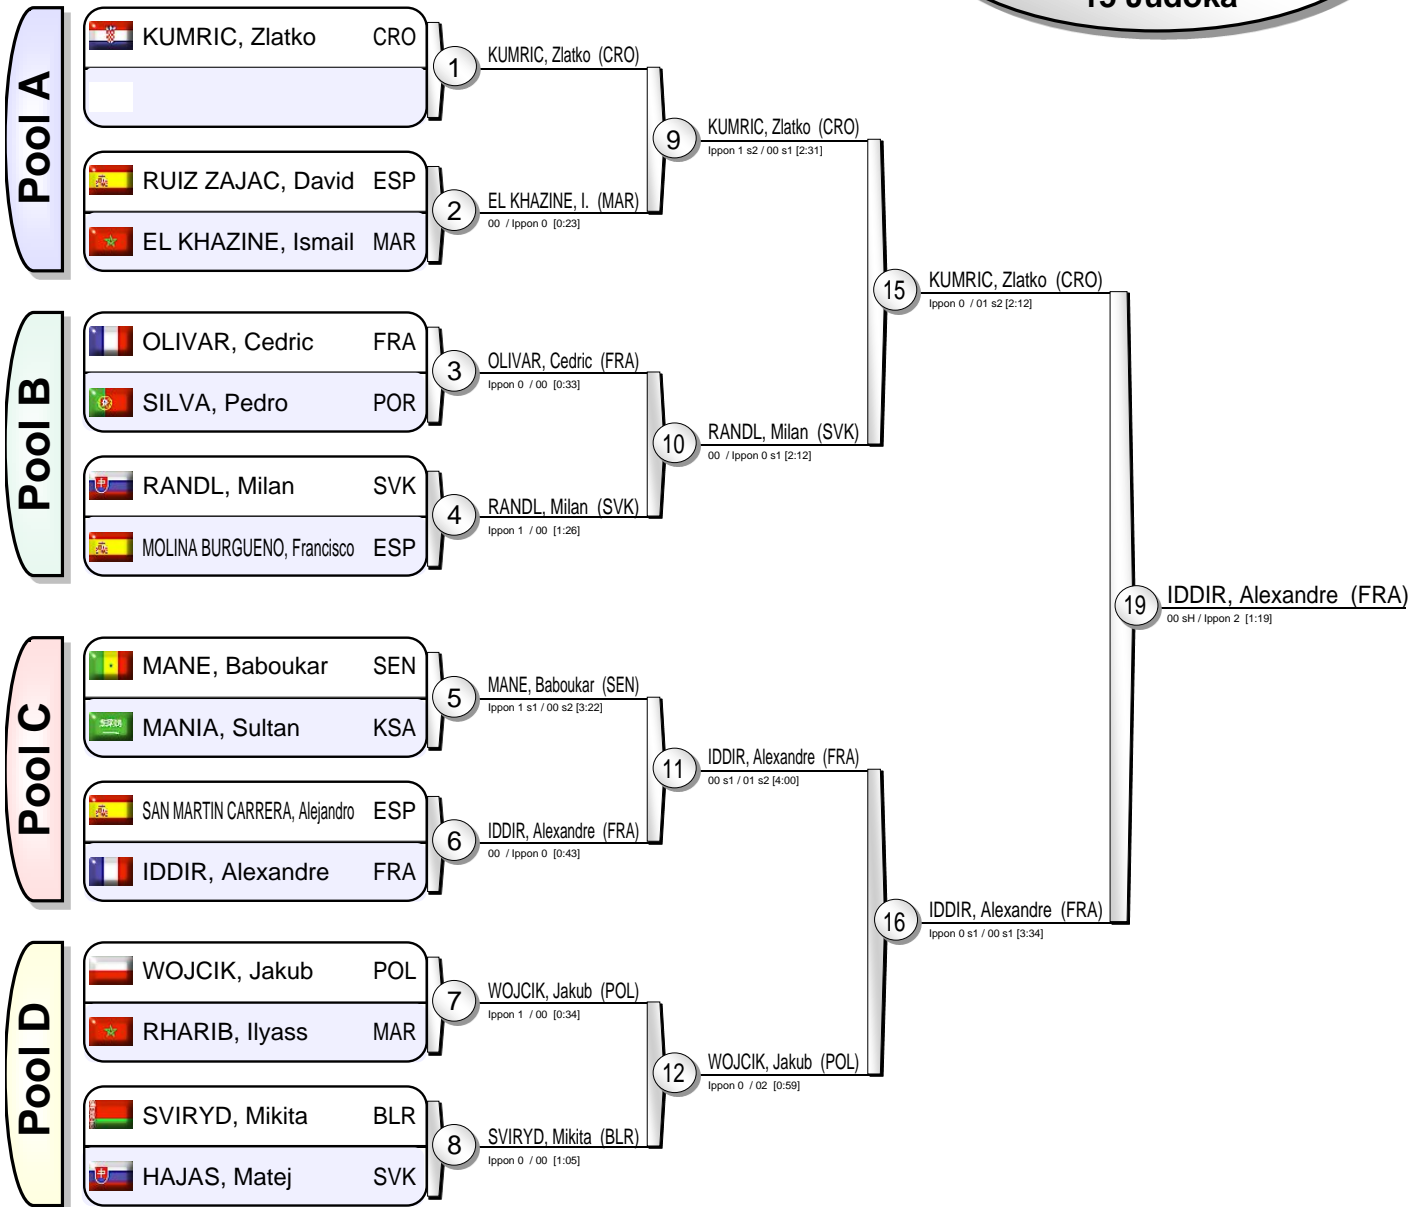 15 Judoka
Pool A
KUMRIC, Zlatko CRO
RUIZ ZAJAC, David ESP
EL KHAZINE, Ismail MAR
Pool B
OLIVAR, Cedric FRA
SILVA, Pedro POR
RANDL, Milan SVK
MOLINA BURGUENO, Francisco ESP
Pool C
MANE, Baboukar SEN
MANIA, Sultan KSA
SAN MARTIN CARRERA, Alejandro ESP
IDDIR, Alexandre FRA
Pool D
WOJCIK, Jakub POL
RHARIB, Ilyass MAR
SVIRYD, Mikita BLR
HAJAS, Matej SVK
1
KUMRIC, Zlatko (CRO)
2
EL KHAZINE, I. (MAR)
00 / Ippon 0 [0:23]
3
OLIVAR, Cedric (FRA)
Ippon 0 / 00 [0:33]
4
RANDL, Milan (SVK)
Ippon 1 / 00 [1:26]
5
MANE, Baboukar (SEN)
Ippon 1 s1 / 00 s2 [3:22]
6
IDDIR, Alexandre (FRA)
00 / Ippon 0 [0:43]
7
WOJCIK, Jakub (POL)
Ippon 1 / 00 [0:34]
8
SVIRYD, Mikita (BLR)
Ippon 0 / 00 [1:05]
9
KUMRIC, Zlatko (CRO)
Ippon 1 s2 / 00 s1 [2:31]
10
RANDL, Milan (SVK)
00 / Ippon 0 s1 [2:12]
11
IDDIR, Alexandre (FRA)
00 s1 / 01 s2 [4:00]
12
WOJCIK, Jakub (POL)
Ippon 0 / 02 [0:59]
15
KUMRIC, Zlatko (CRO)
Ippon 0 / 01 s2 [2:12]
16
IDDIR, Alexandre (FRA)
Ippon 0 s1 / 00 s1 [3:34]
19
IDDIR, Alexandre (FRA)
00 sH / Ippon 2 [1:19]